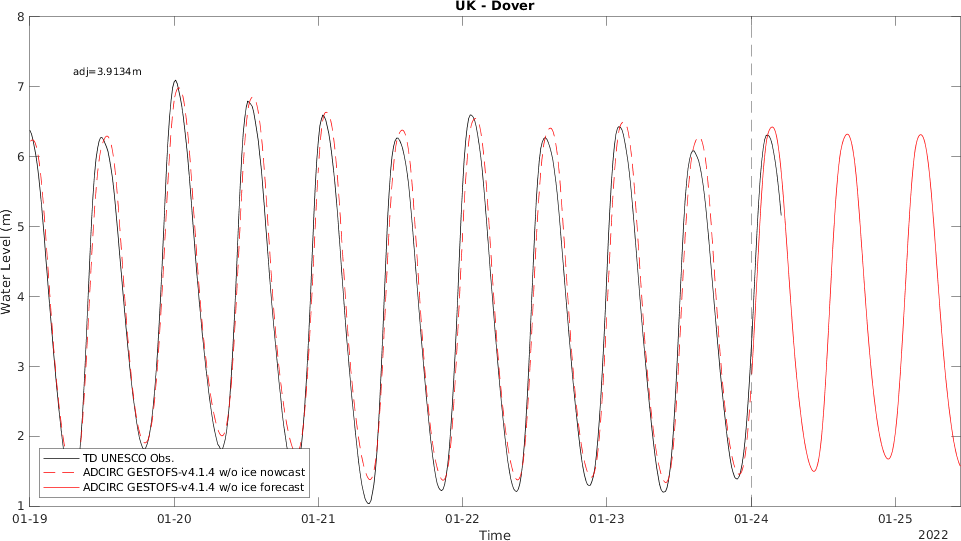 UK - Dover
8
adj=3.9134m
7
6
5
4
3
2
1
Water Level (m)
TD UNESCO Obs.
ADCIRC GESTOFS-v4.1.4 w/o ice nowcast
ADCIRC GESTOFS-v4.1.4 w/o ice forecast
01-19 01-20 01-21 01-22 01-23 01-24 01-25
Time
2022